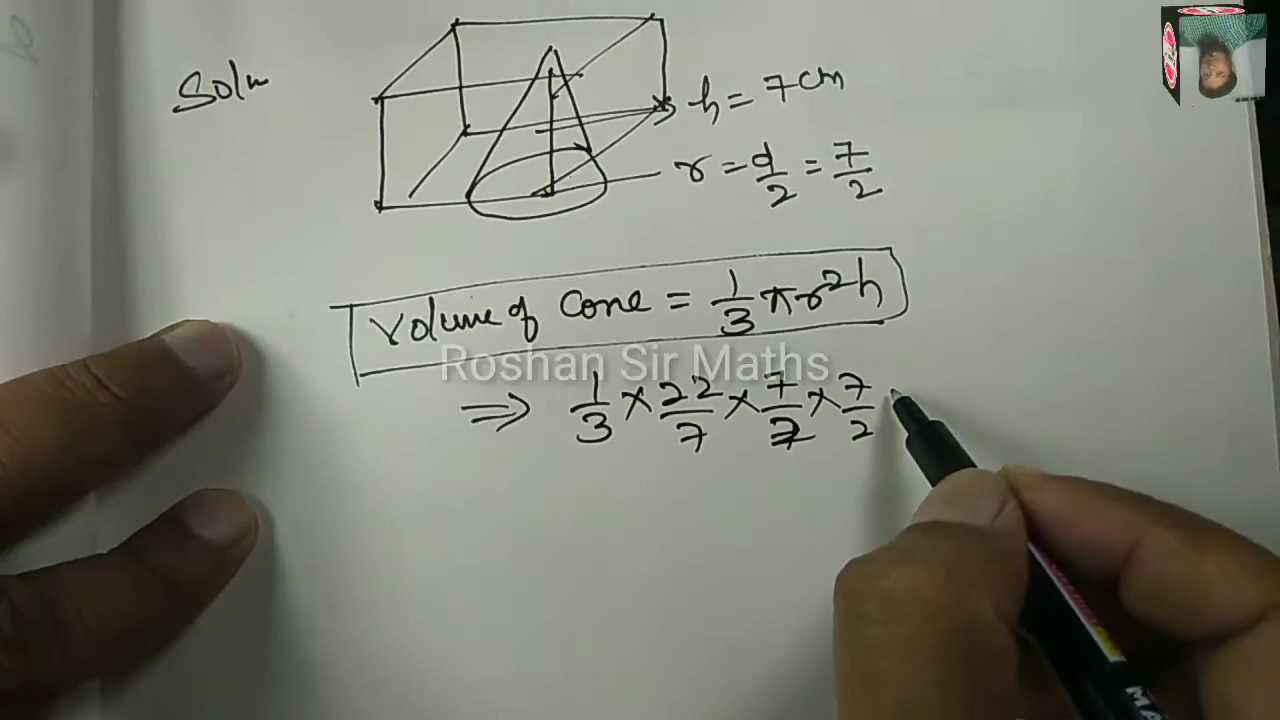 Soln
h = 7cm
r = d/2 = 7/2
Volume of Cone = 1/3 πr²h
Roshan Sir Maths
⇒ 1/3 × 22/7 × 7/2 × 7/2